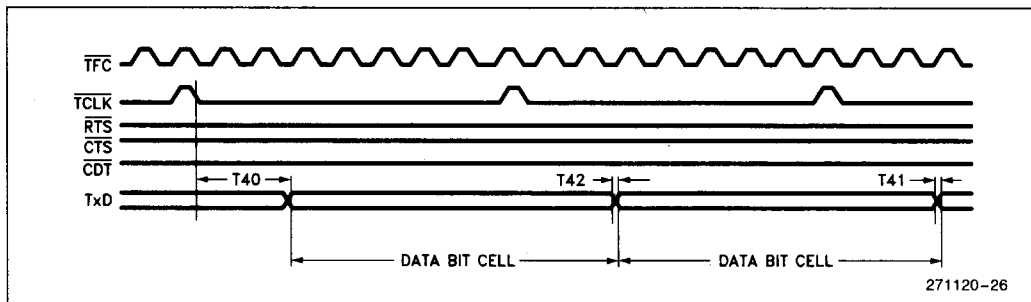 TFC
TCLK
RTS
CTS
CDT
T40 T42 T41
TxD
DATA BIT CELL DATA BIT CELL
271120-26